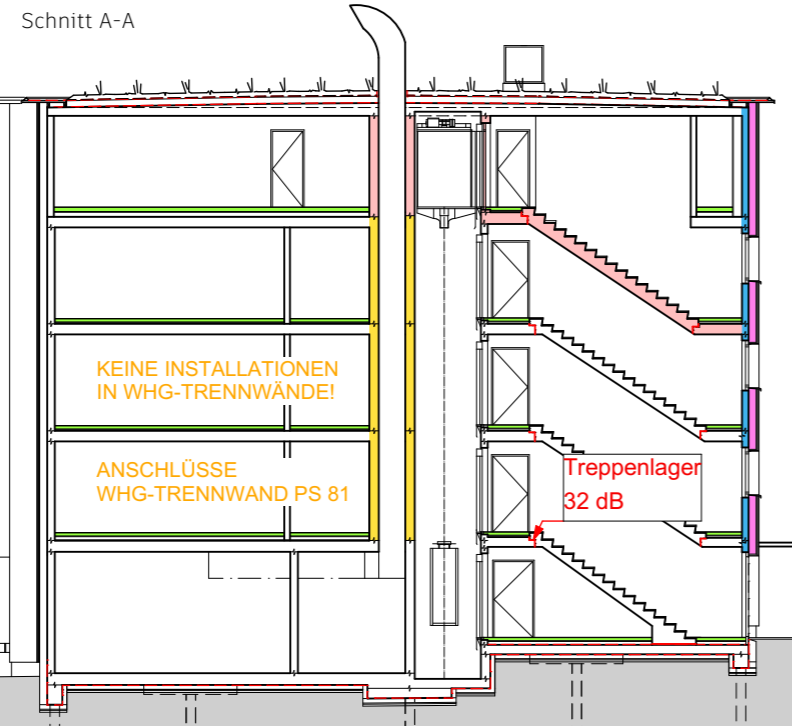 Schnitt A-A
KEINE INSTALLATIONEN
IN WHG-TRENNWÄNDE!
ANSCHLÜSSE
WHG-TRENNWAND PS 81
Treppenlager
32 dB